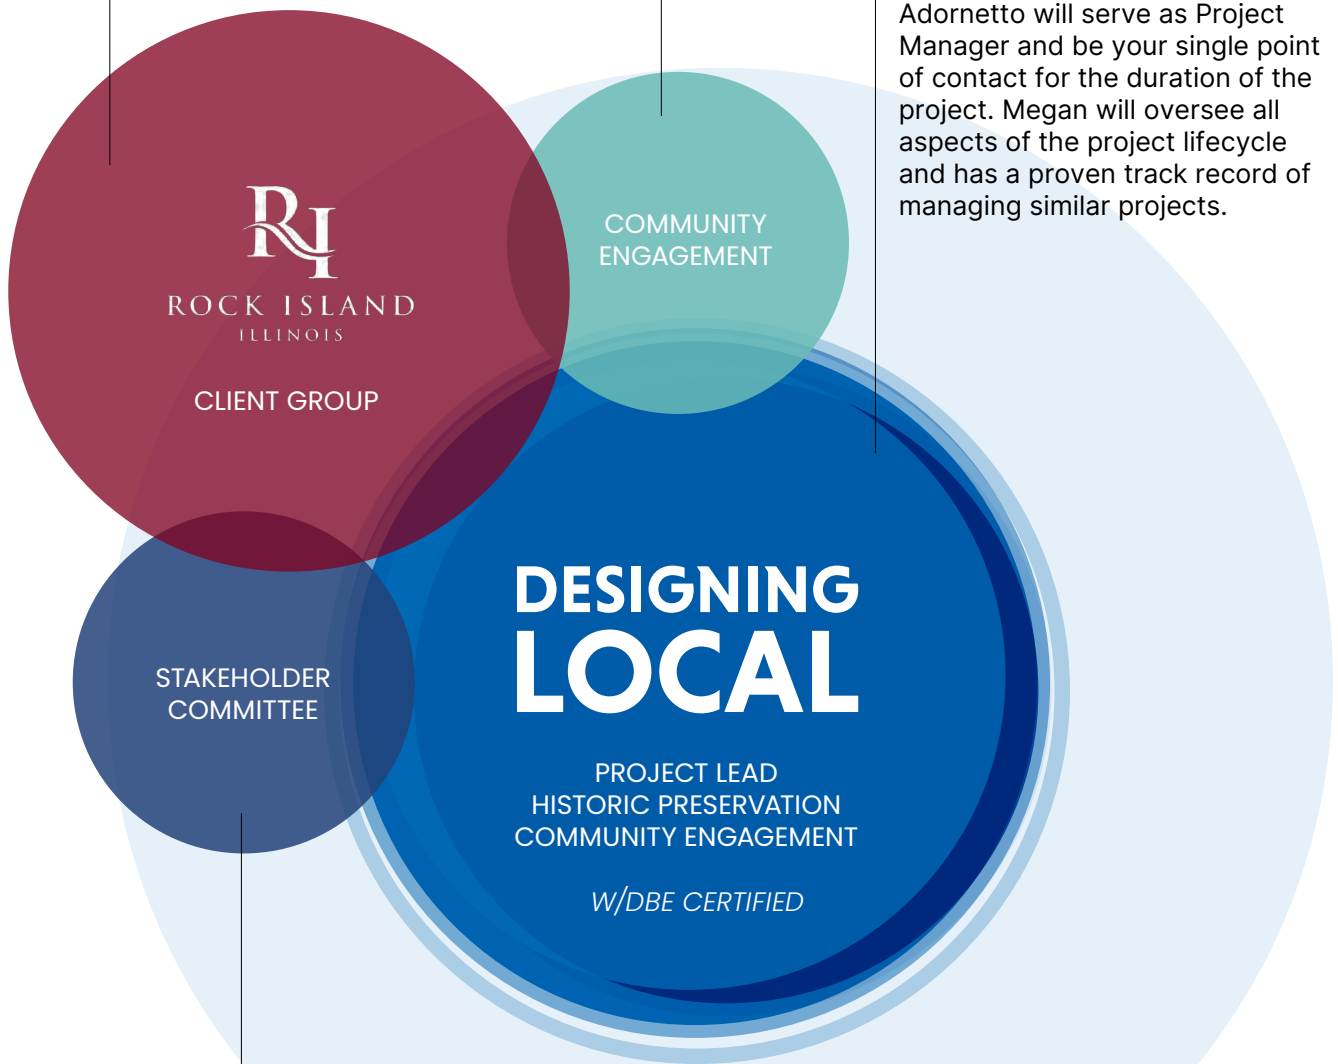 Adornetto will serve as Project
Manager and be your single point
of contact for the duration of the
project. Megan will oversee all
aspects of the project lifecycle
and has a proven track record of
managing similar projects.
COMMUNITY
ENGAGEMENT
RI
ROCK ISLAND
ILLINOIS
CLIENT GROUP
STAKEHOLDER
COMMITTEE
DESIGNING
LOCAL
PROJECT LEAD
HISTORIC PRESERVATION
COMMUNITY ENGAGEMENT
W/DBE CERTIFIED